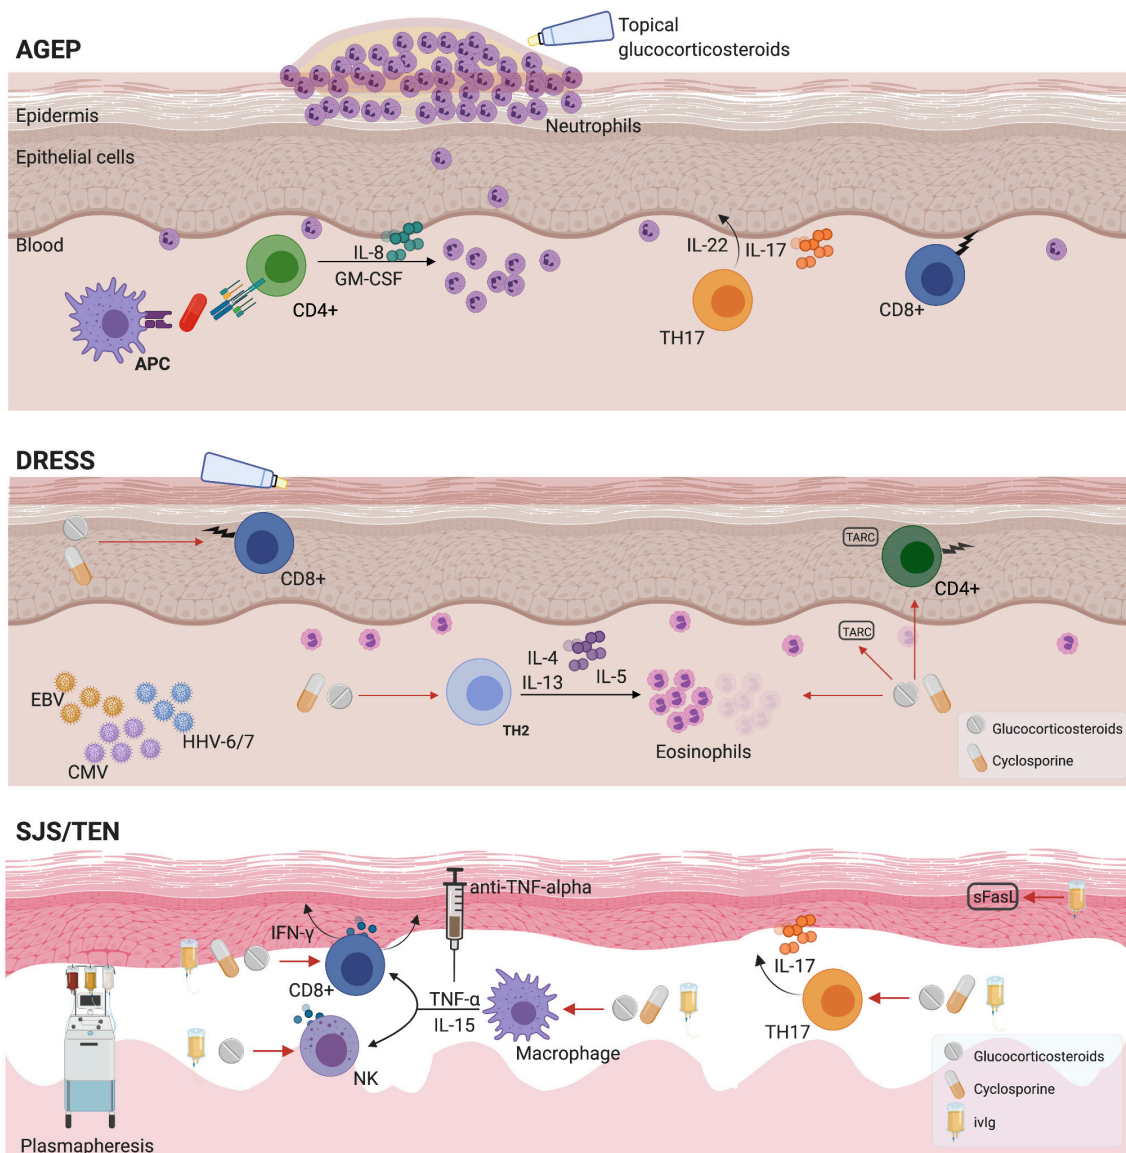 AGEP
Topical
glucocorticosteroids
Epidermis
Neutrophils
Epithelial cells
Blood
IL-8
GM-CSF
CD4+
APC
IL-22
IL-17
TH17
CD8+
DRESS
CD8+
TARC
CD4+
TARC
EBV
HHV-6/7
CMV
IL-4
IL-13
IL-5
TH2
Eosinophils
Glucocorticosteroids
Cyclosporine
SJS/TEN
anti-TNF-alpha
sFasL
IFN-γ
CD8+
TNF-α
IL-15
NK
Macrophage
IL-17
TH17
Plasmapheresis
Glucocorticosteroids
Cyclosporine
ivIg